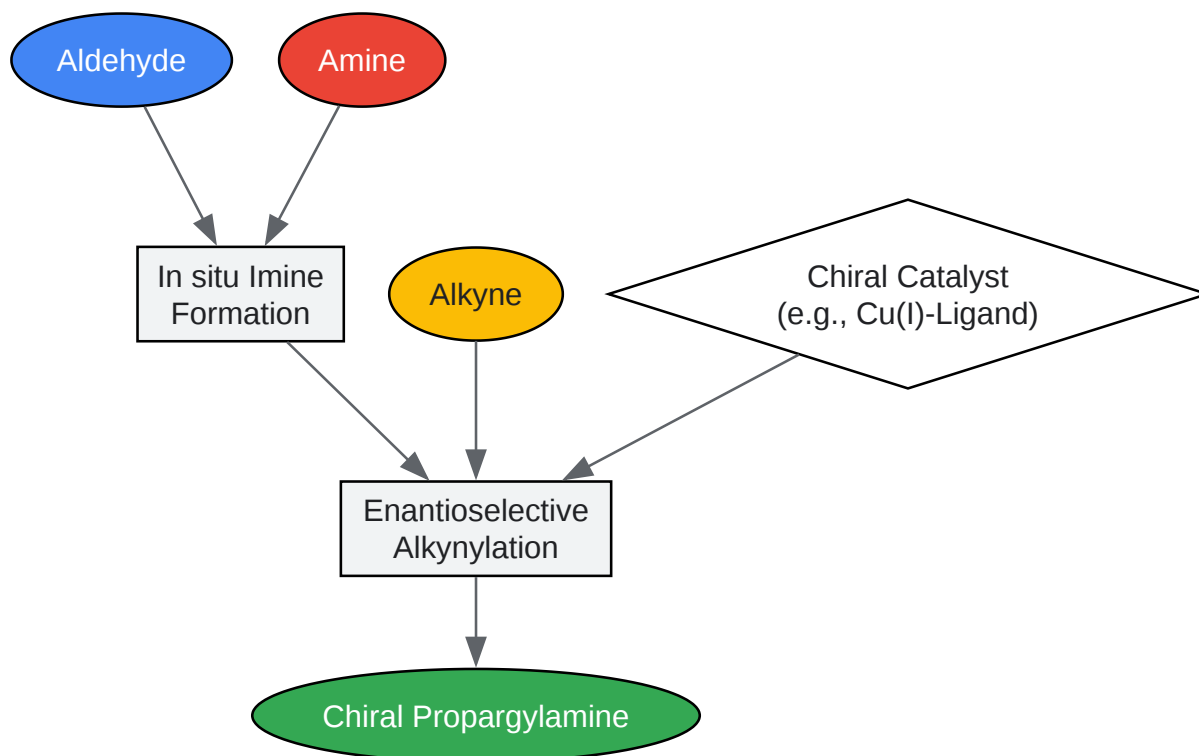 Aldehyde
Amine
In situ Imine
Formation
Alkyne
Chiral Catalyst
(e.g., Cu(I)-Ligand)
Enantioselective
Alkynylation
Chiral Propargylamine